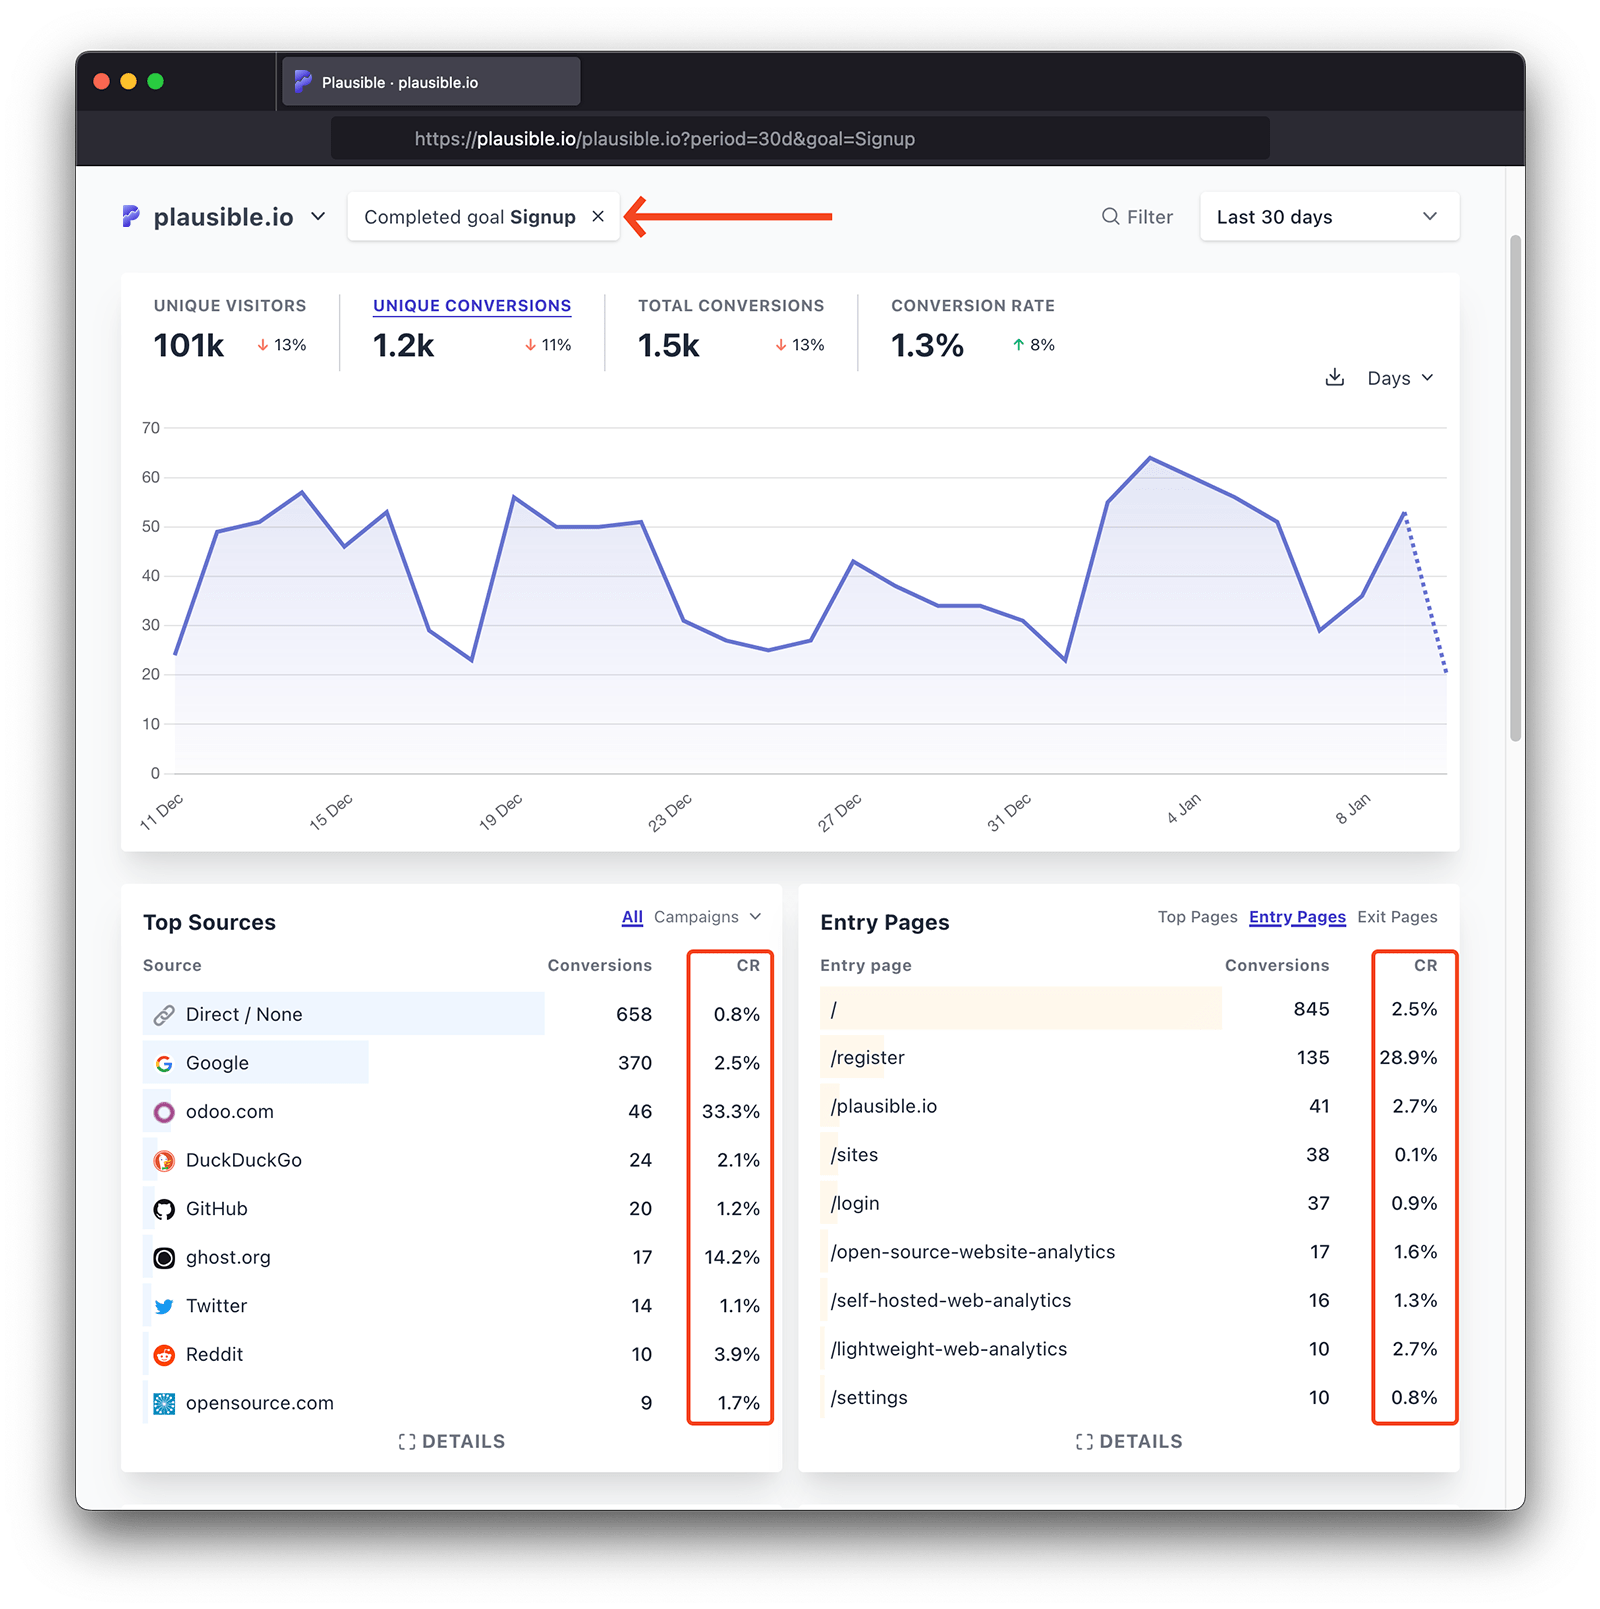 Plausible · plausible.io
https://plausible.io/plausible.io?period=30d&goal=Signup
plausible.io
Completed goal Signup ×
Filter
Last 30 days
UNIQUE VISITORS
101k ↓ 13%
UNIQUE CONVERSIONS
1.2k ↓ 11%
TOTAL CONVERSIONS
1.5k ↓ 13%
CONVERSION RATE
1.3% ↑ 8%
Days
70
60
50
40
30
20
10
0
11 Dec
15 Dec
19 Dec
23 Dec
27 Dec
31 Dec
4 Jan
8 Jan
Top Sources
All Campaigns
Source Conversions CR
Direct / None 658 0.8%
Google 370 2.5%
odoo.com 46 33.3%
DuckDuckGo 24 2.1%
GitHub 20 1.2%
ghost.org 17 14.2%
Twitter 14 1.1%
Reddit 10 3.9%
opensource.com 9 1.7%
DETAILS
Entry Pages
Top Pages Entry Pages Exit Pages
Entry page Conversions CR
/ 845 2.5%
/register 135 28.9%
/plausible.io 41 2.7%
/sites 38 0.1%
/login 37 0.9%
/open-source-website-analytics 17 1.6%
/self-hosted-web-analytics 16 1.3%
/lightweight-web-analytics 10 2.7%
/settings 10 0.8%
DETAILS